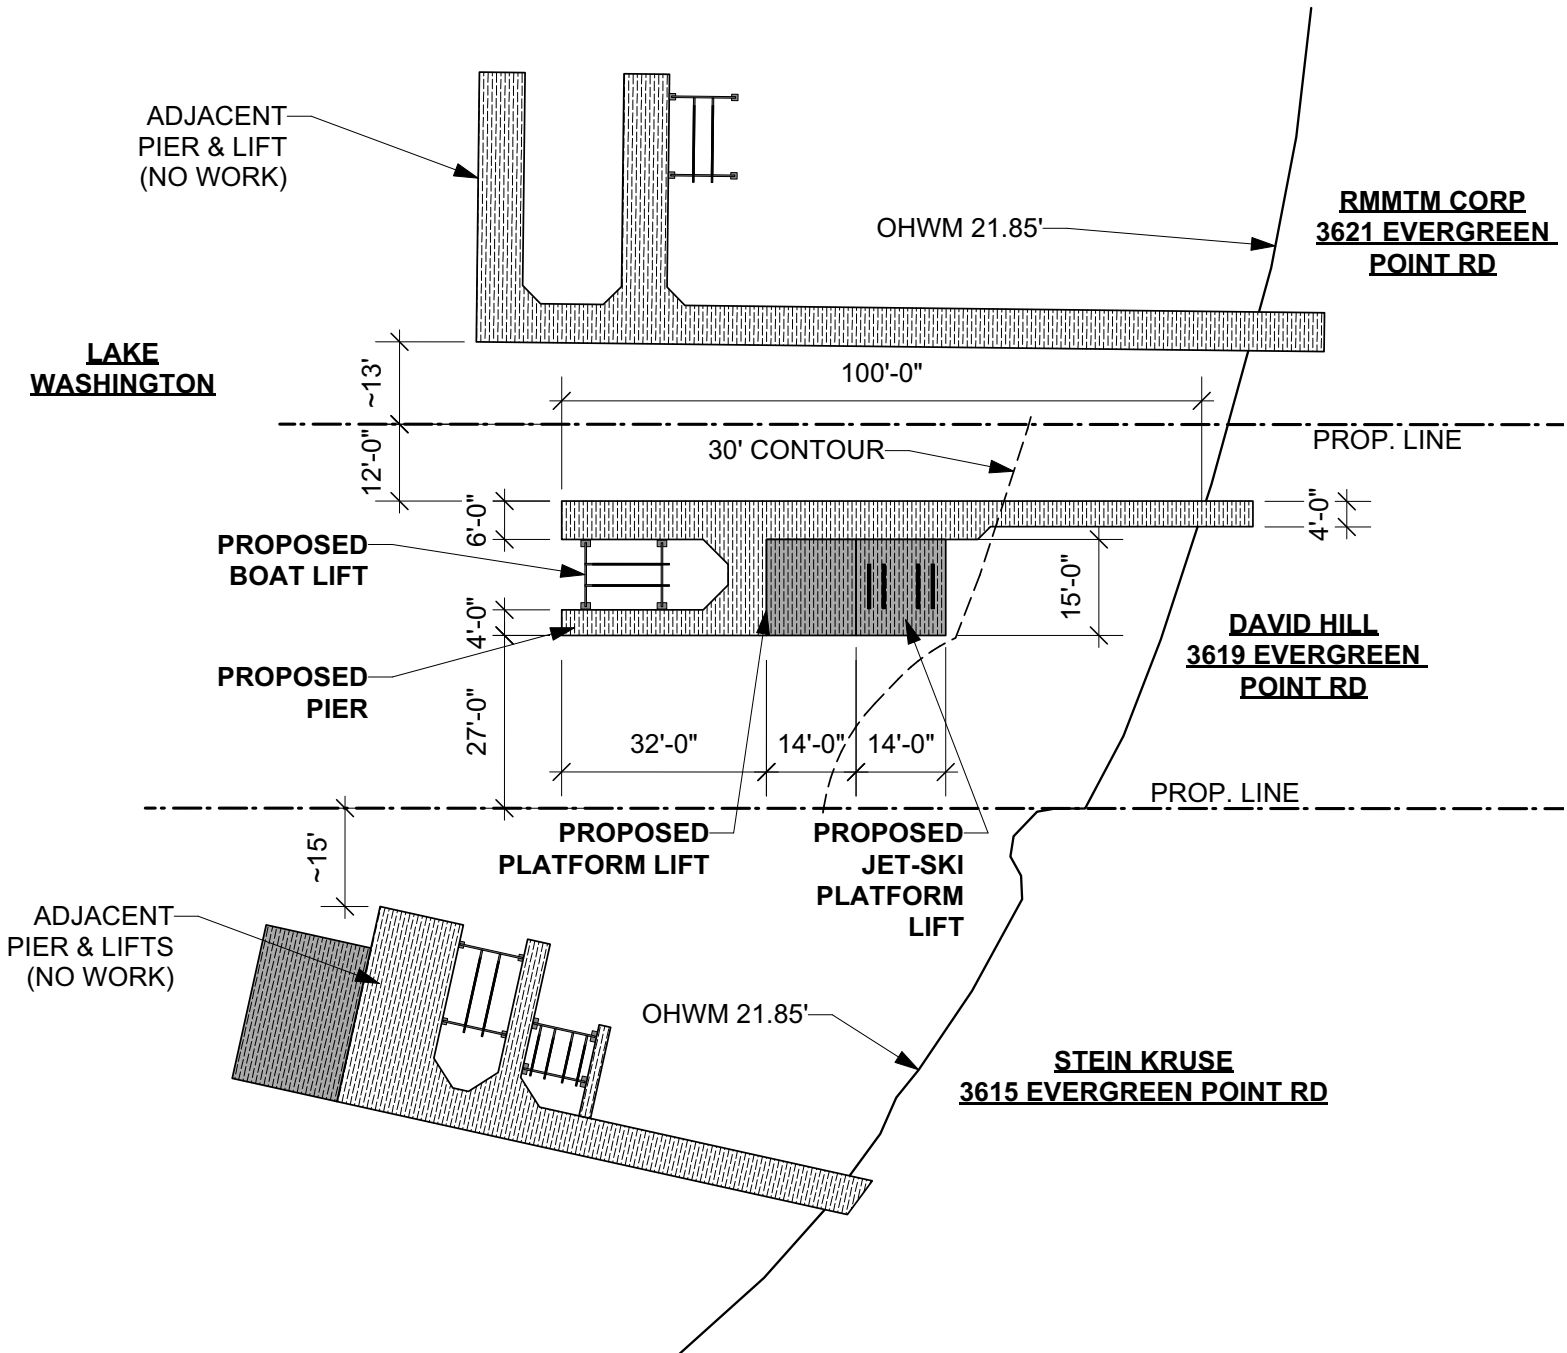 ADJACENT
PIER & LIFT
(NO WORK)
OHWM 21.85'
RMMTM CORP
3621 EVERGREEN
POINT RD
LAKE
WASHINGTON
~13'
100'-0"
12'-0"
30' CONTOUR
PROP. LINE
6'-0"
4'-0"
PROPOSED
BOAT LIFT
15'-0"
4'-0"
DAVID HILL
3619 EVERGREEN
POINT RD
PROPOSED
PIER
27'-0"
32'-0"
14'-0"
14'-0"
PROP. LINE
PROPOSED
PLATFORM LIFT
PROPOSED
JET-SKI
PLATFORM
LIFT
~15'
ADJACENT
PIER & LIFTS
(NO WORK)
OHWM 21.85'
STEIN KRUSE
3615 EVERGREEN POINT RD